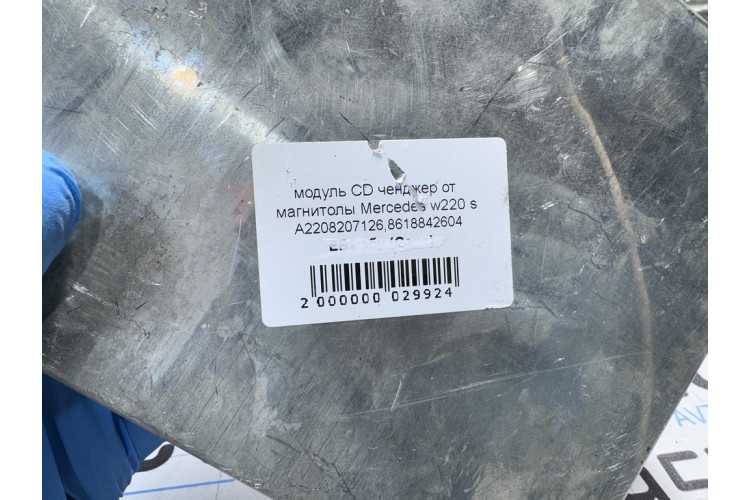 модуль CD ченджер от
магнитолы Mercedes w220 s
A2208207126,8618842604
2 000000 029924